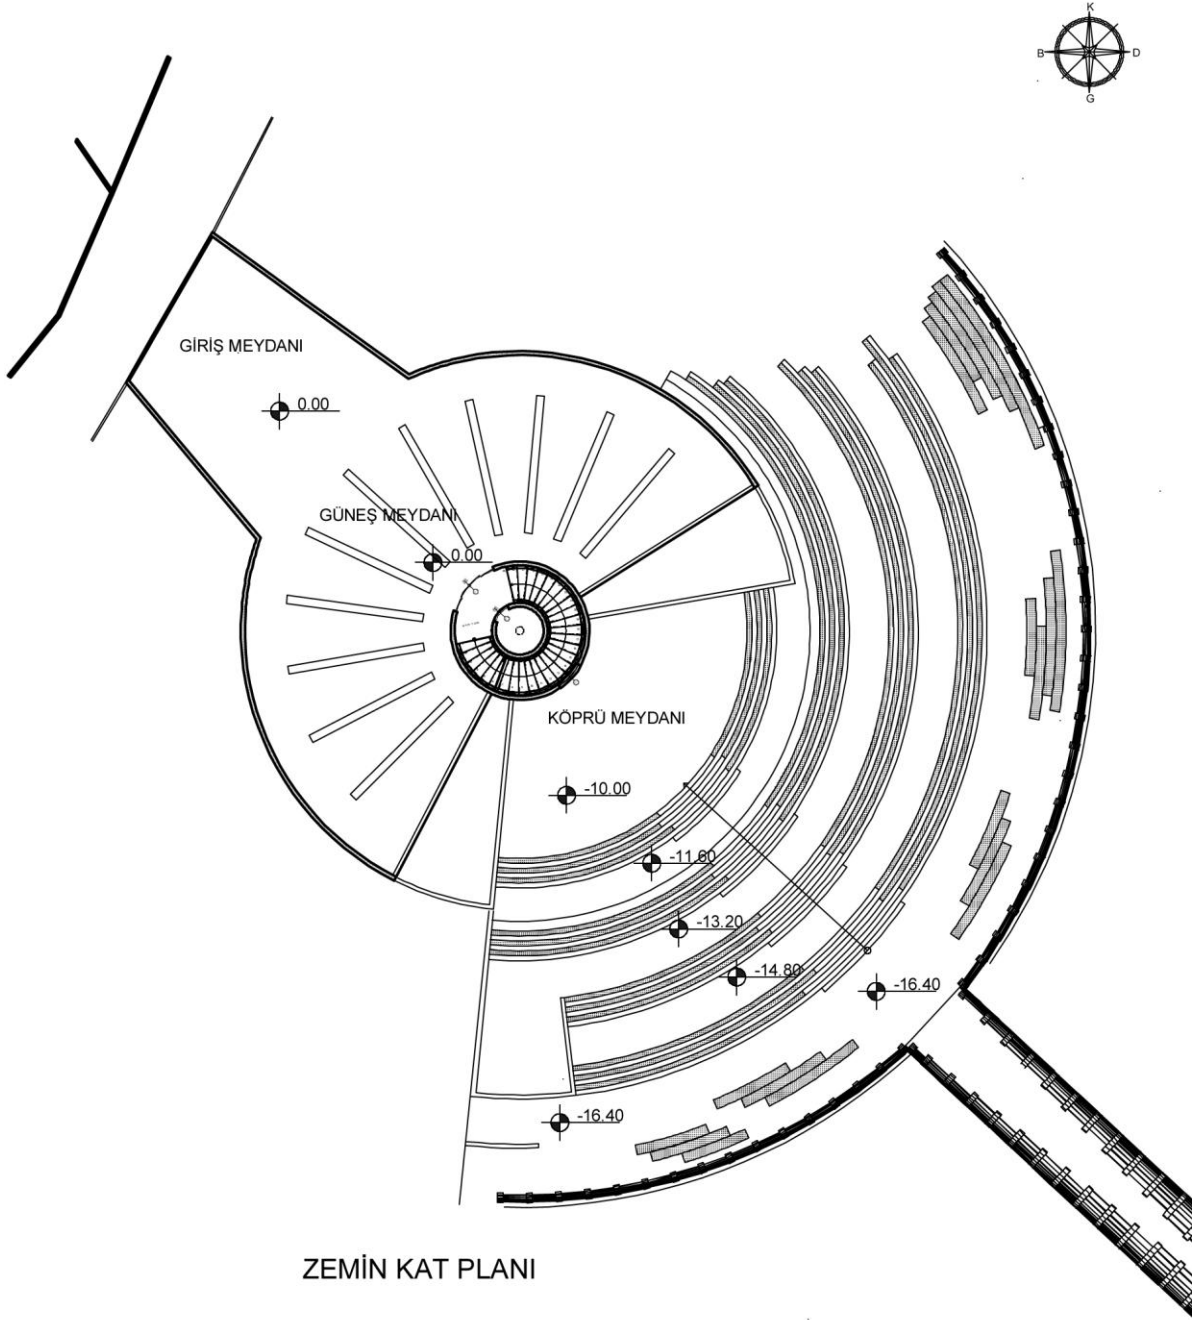 K
B D
G
GİRİŞ MEYDANI
0.00
GÜNEŞ MEYDANI
0.00
KÖPRÜ MEYDANI
-10.00
-11.60
-13.20
-14.80
-16.40
-16.40
ZEMİN KAT PLANI